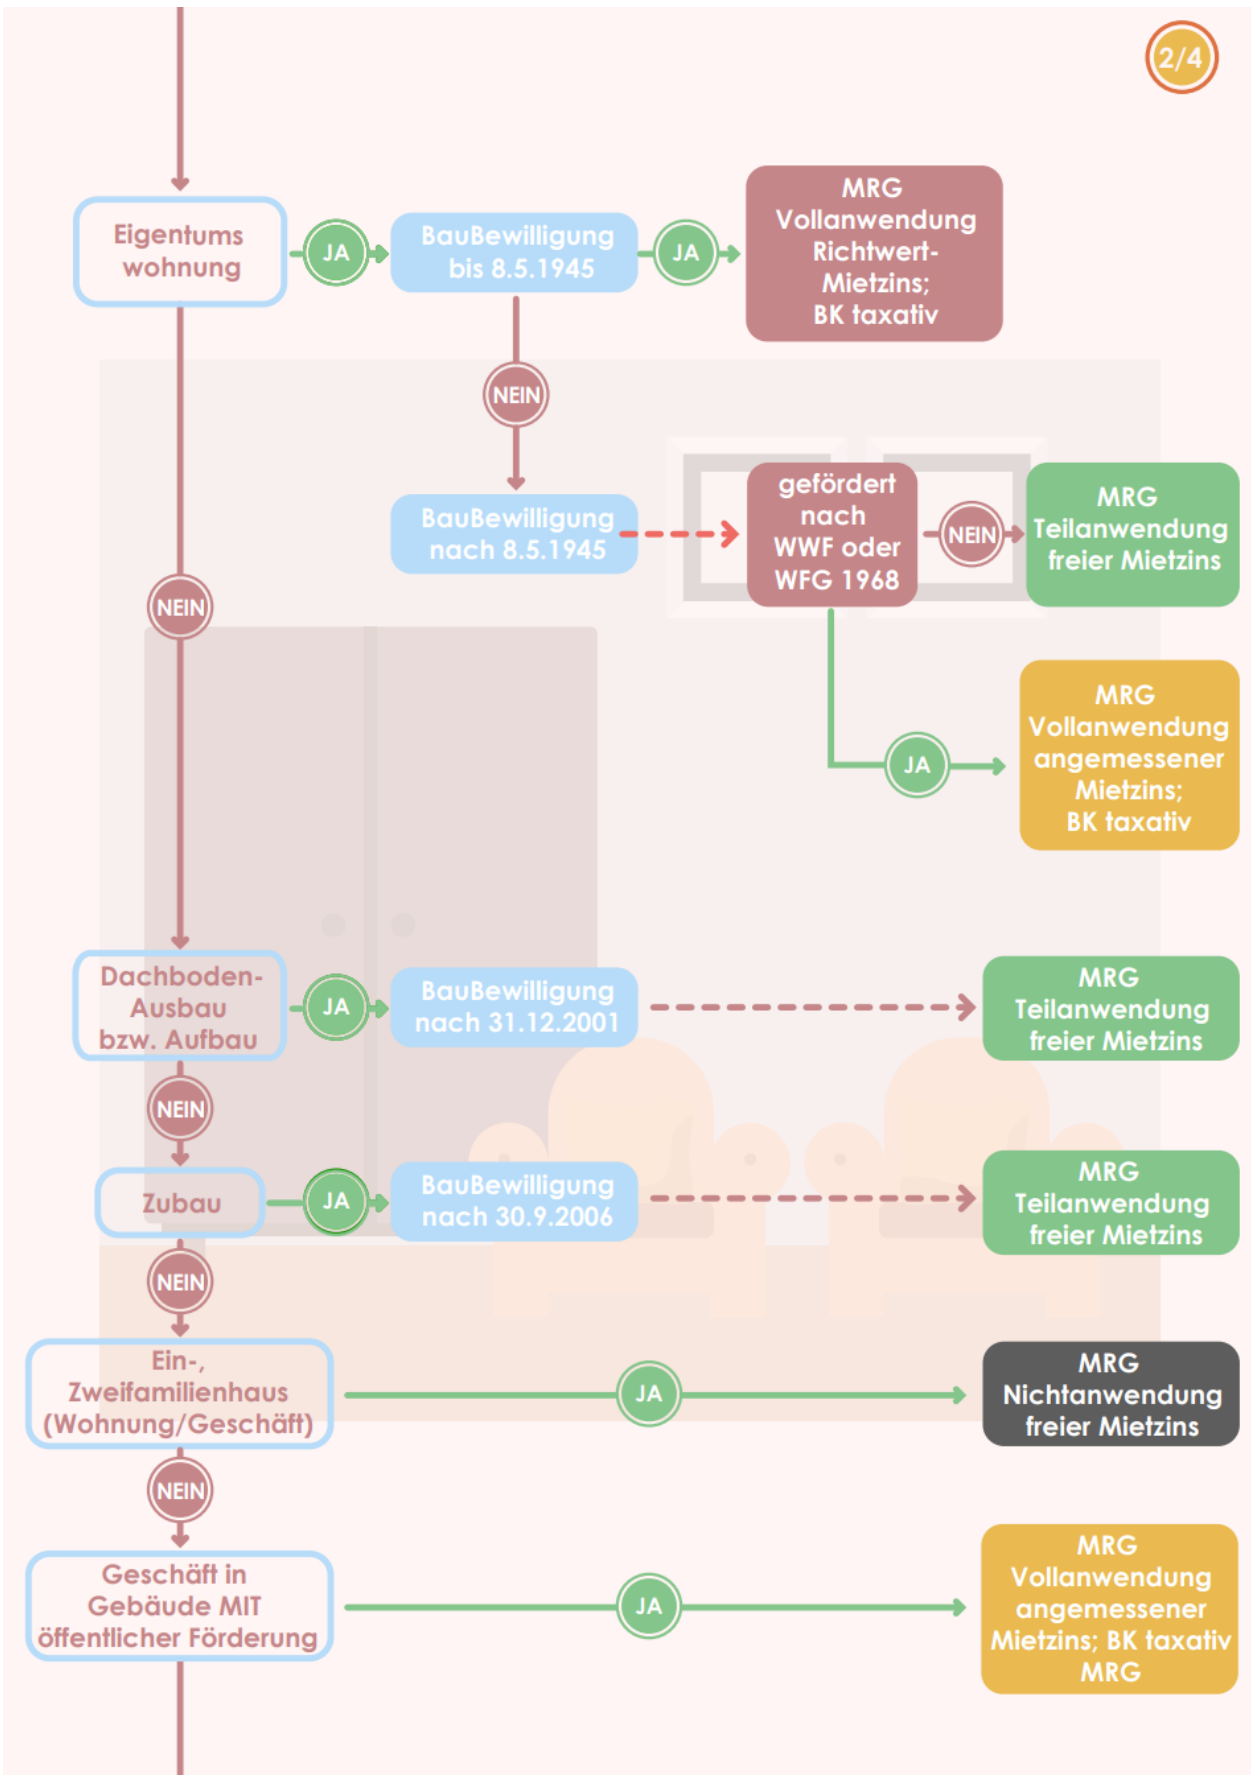 2/4
Eigentums
wohnung
JA
BauBewilligung
bis 8.5.1945
JA
MRG
Vollanwendung
Richtwert-
Mietzins;
BK taxativ
NEIN
BauBewilligung
nach 8.5.1945
gefördert
nach
WWF oder
WFG 1968
NEIN
MRG
Teilanwendung
freier Mietzins
NEIN
JA
MRG
Vollanwendung
angemessener
Mietzins;
BK taxativ
Dachboden-
Ausbau
bzw. Aufbau
JA
BauBewilligung
nach 31.12.2001
MRG
Teilanwendung
freier Mietzins
NEIN
Zubau
JA
BauBewilligung
nach 30.9.2006
MRG
Teilanwendung
freier Mietzins
NEIN
Ein-,
Zweifamilienhaus
(Wohnung/Geschäft)
JA
MRG
Nichtanwendung
freier Mietzins
NEIN
Geschäft in
Gebäude MIT
öffentlicher Förderung
JA
MRG
Vollanwendung
angemessener
Mietzins; BK taxativ
MRG